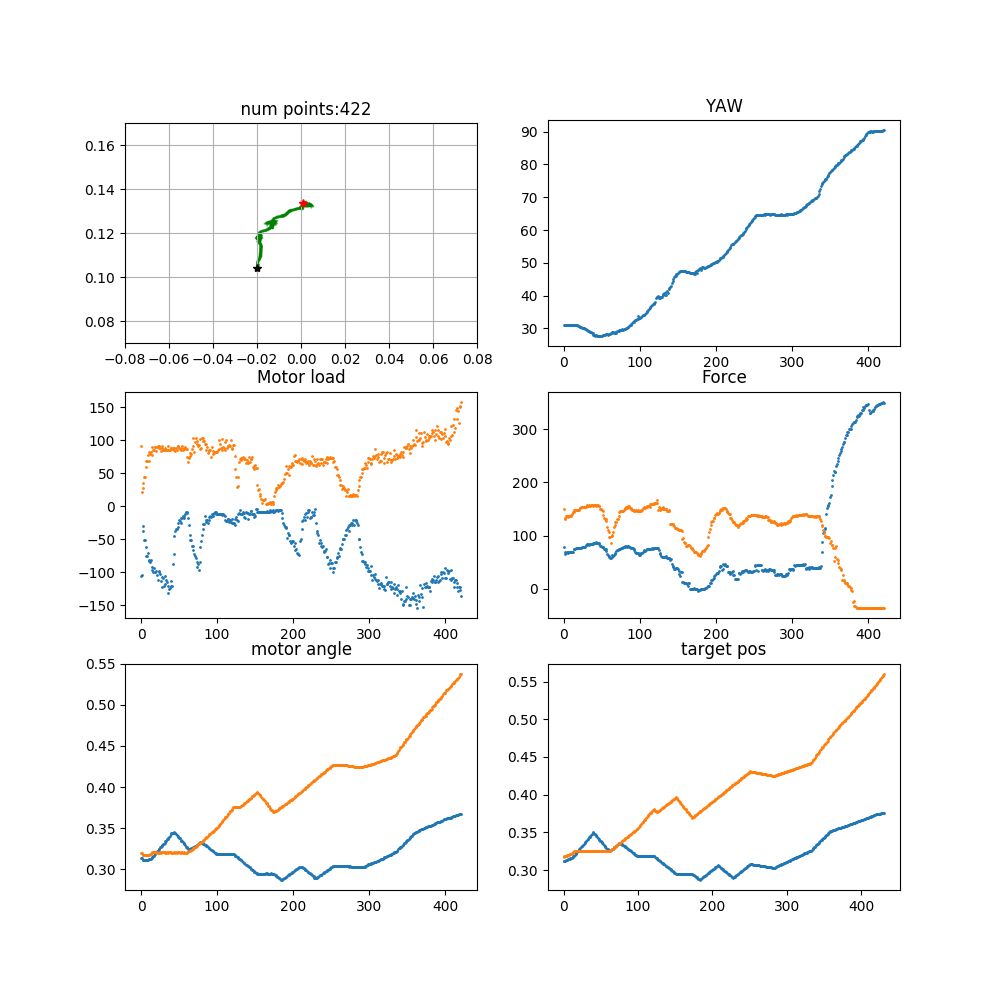 num points:422
0.16
0.14
0.12
0.10
0.08
−0.08 −0.06 −0.04 −0.02 0.00 0.02 0.04 0.06 0.08
YAW
90
80
70
60
50
40
30
0 100 200 300 400
Motor load
150
100
50
0
−50
−100
−150
0 100 200 300 400
Force
300
200
100
0
0 100 200 300 400
motor angle
0.55
0.50
0.45
0.40
0.35
0.30
0 100 200 300 400
target pos
0.55
0.50
0.45
0.40
0.35
0.30
0 100 200 300 400